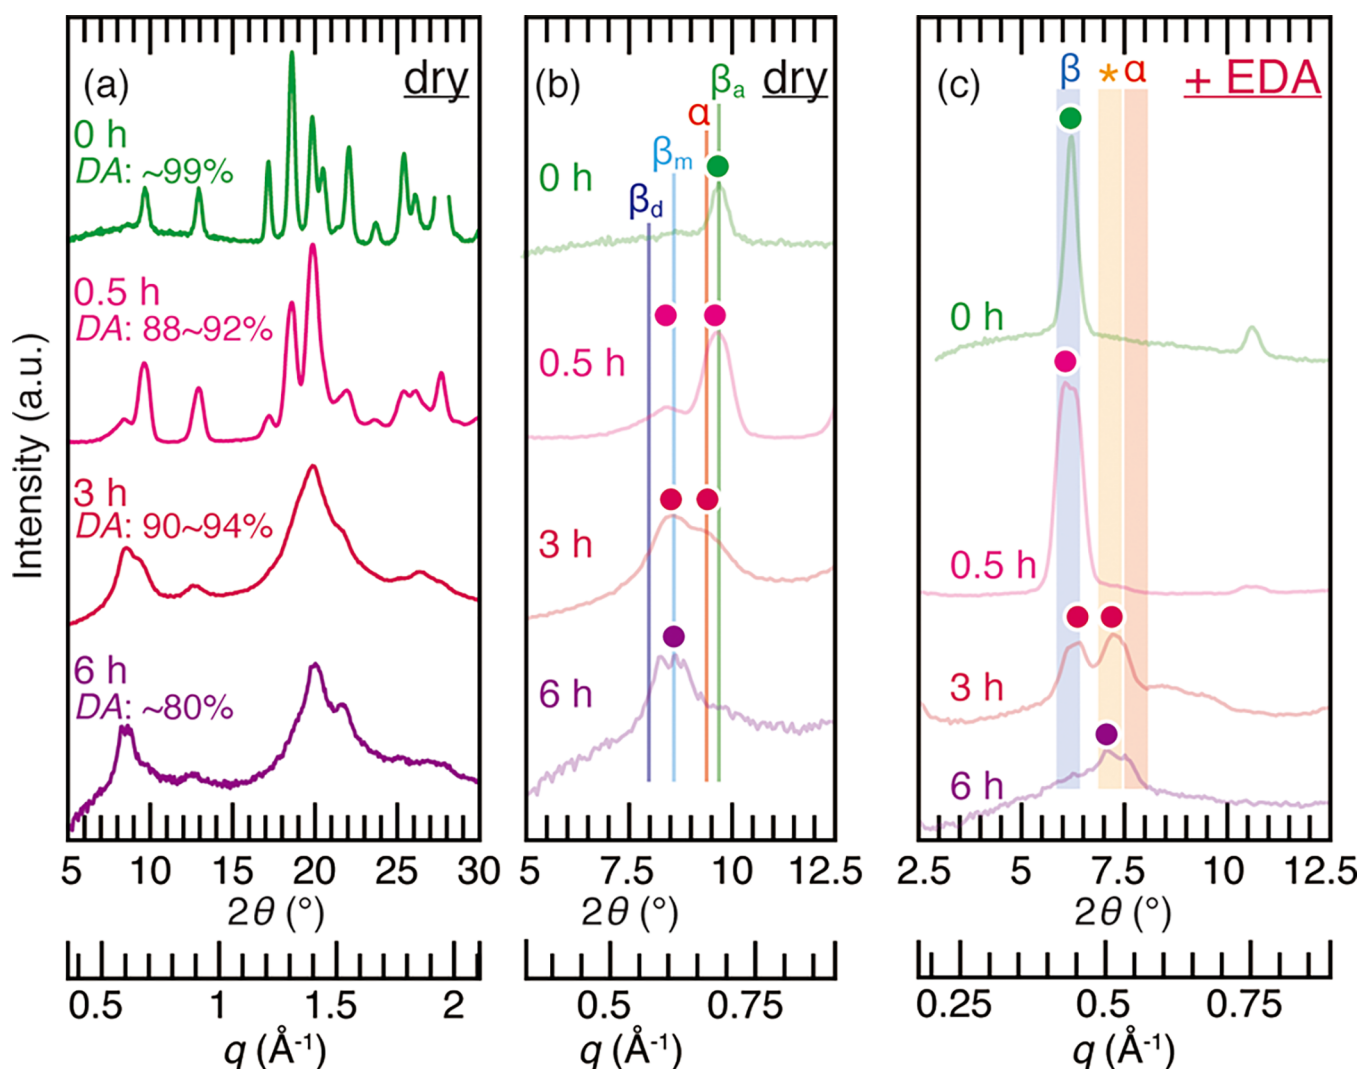 (a) dry
0 h
DA: ~99%
0.5 h
DA: 88~92%
3 h
DA: 90~94%
6 h
DA: ~80%
Intensity (a.u.)
5 10 15 20 25 30
2θ (°)
0.5 1 1.5 2
q (Å-1)
(b) dry
βa
α
βm
βd
0 h
0.5 h
3 h
6 h
5 7.5 10 12.5
2θ (°)
0.5 0.75
q (Å-1)
(c) + EDA
β * α
0 h
0.5 h
3 h
6 h
2.5 5 7.5 10 12.5
2θ (°)
0.25 0.5 0.75
q (Å-1)